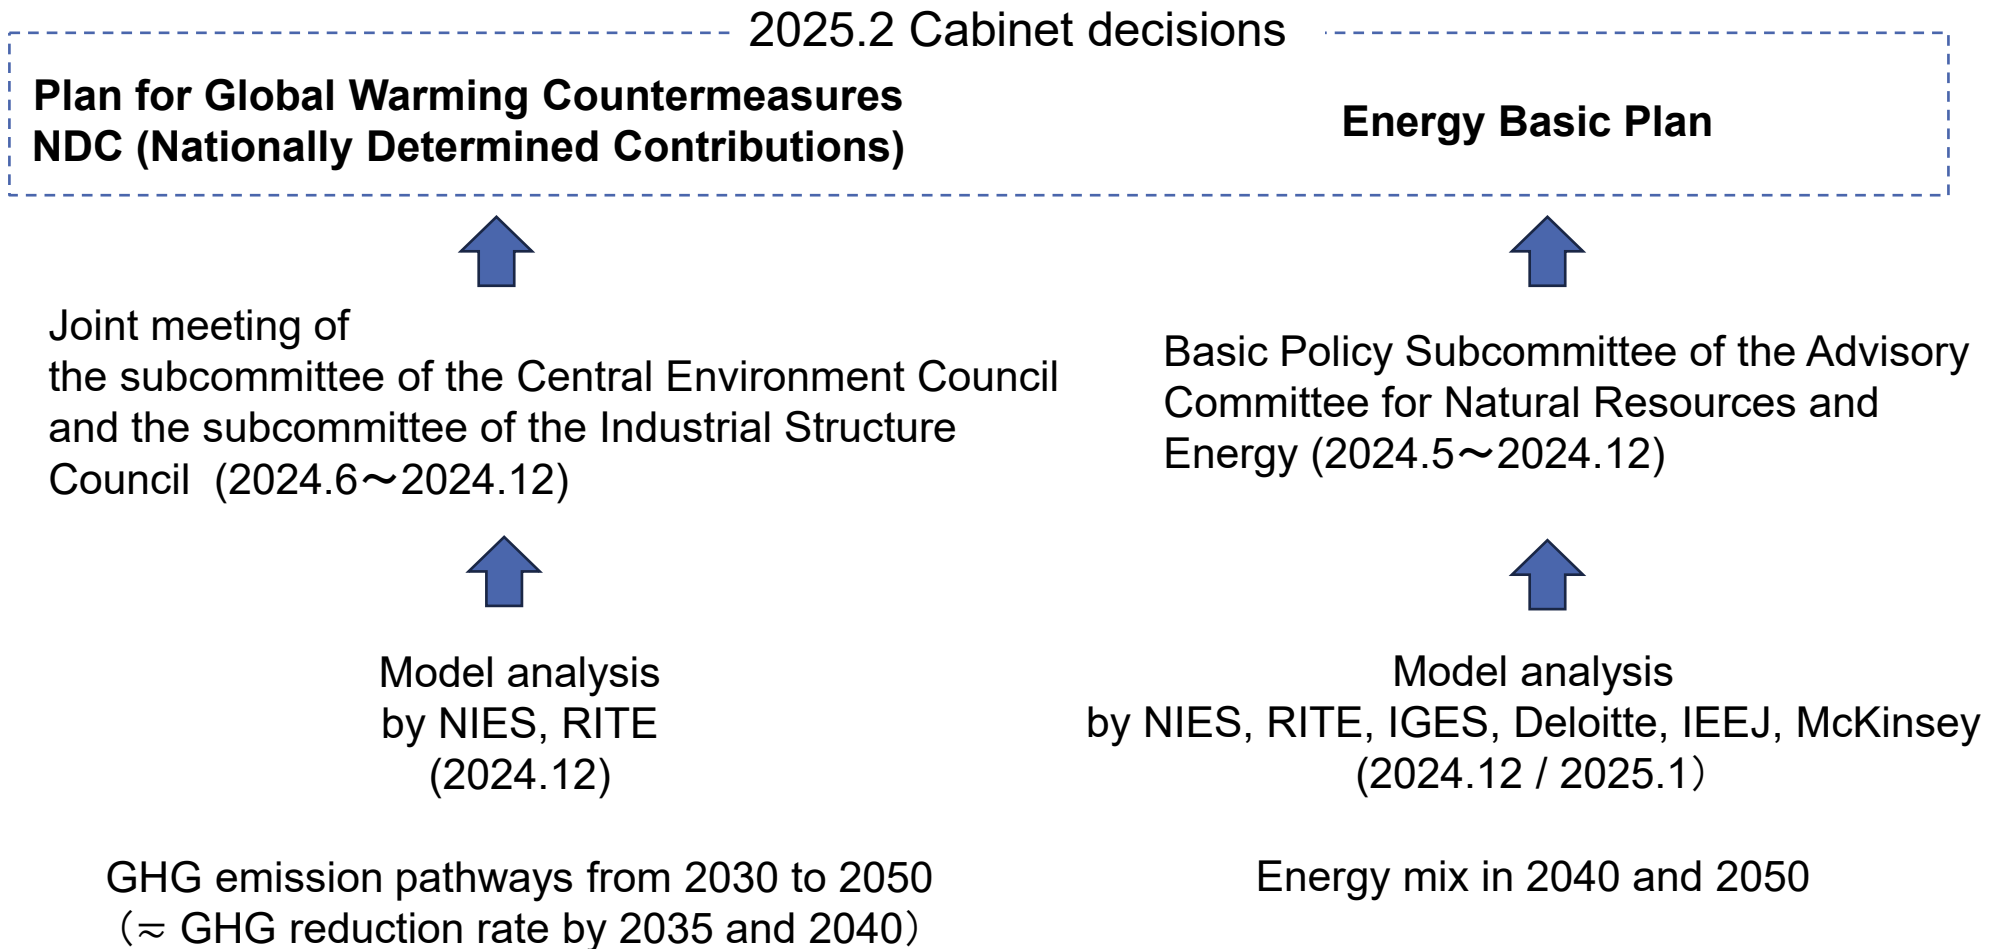 2025.2 Cabinet decisions
Plan for Global Warming Countermeasures
NDC (Nationally Determined Contributions)
Energy Basic Plan
Joint meeting of
the subcommittee of the Central Environment Council
and the subcommittee of the Industrial Structure
Council (2024.6～2024.12)
Basic Policy Subcommittee of the Advisory
Committee for Natural Resources and
Energy (2024.5～2024.12)
Model analysis
by NIES, RITE
(2024.12)
Model analysis
by NIES, RITE, IGES, Deloitte, IEEJ, McKinsey
(2024.12 / 2025.1）
GHG emission pathways from 2030 to 2050
（≂ GHG reduction rate by 2035 and 2040）
Energy mix in 2040 and 2050